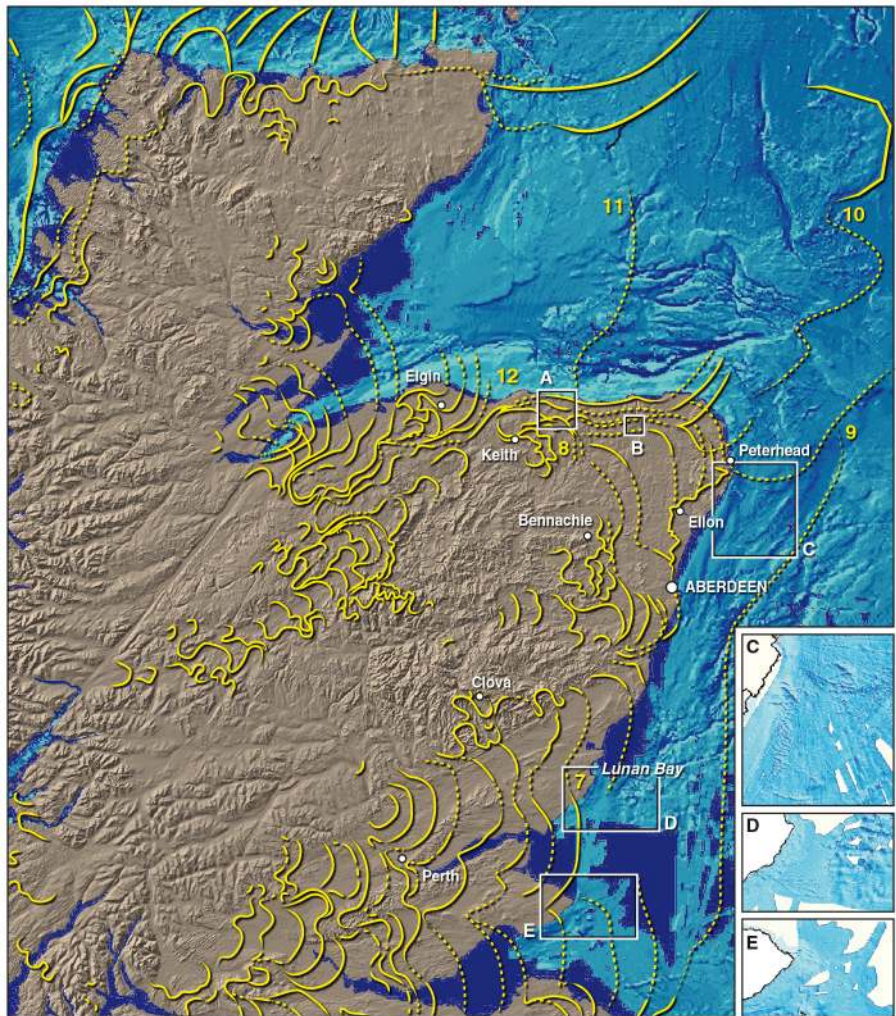 11
10
Elgin
12
A
9
Keith
8
B
Peterhead
Bennachie
Ellon
C
ABERDEEN
C
Clova
Lunan Bay
7
D
D
Perth
E
E